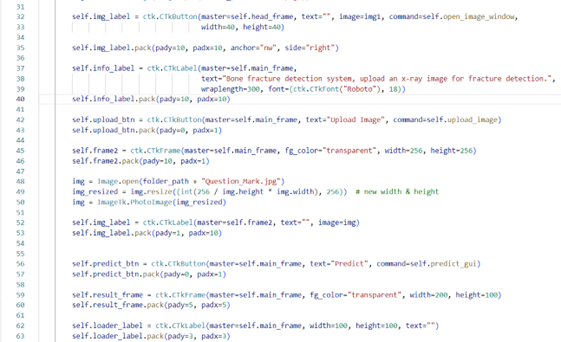 31
32 self.img_label = ctk.CTkButton(master=self.head_frame, text="", image=img1, command=self.open_image_window,
33 width=40, height=40)
34
35 self.img_label.pack(pady=10, padx=10, anchor="nw", side="right")
36
37 self.info_label = ctk.CTkLabel(master=self.main_frame,
38 text="Bone fracture detection system, upload an x-ray image for fracture detection.",
39 wraplength=300, font=(ctk.CTkFont("Roboto"), 18))
40 self.info_label.pack(pady=10, padx=10)
41
42 self.upload_btn = ctk.CTkButton(master=self.main_frame, text="Upload Image", command=self.upload_image)
43 self.upload_btn.pack(pady=0, padx=1)
44
45 self.frame2 = ctk.CTkFrame(master=self.main_frame, fg_color="transparent", width=256, height=256)
46 self.frame2.pack(pady=10, padx=1)
47
48 img = Image.open(folder_path + "Question_Mark.jpg")
49 img_resized = img.resize((int(256 / img.height * img.width), 256)) # new width & height
50 img = ImageTk.PhotoImage(img_resized)
51
52 self.img_label = ctk.CTkLabel(master=self.frame2, text="", image=img)
53 self.img_label.pack(pady=1, padx=10)
54
55
56 self.predict_btn = ctk.CTkButton(master=self.main_frame, text="Predict", command=self.predict_gui)
57 self.predict_btn.pack(pady=0, padx=1)
58
59 self.result_frame = ctk.CTkFrame(master=self.main_frame, fg_color="transparent", width=200, height=100)
60 self.result_frame.pack(pady=5, padx=5)
61
62 self.loader_label = ctk.CTkLabel(master=self.main_frame, width=100, height=100, text="")
63 self.loader_label.pack(pady=3, padx=3)